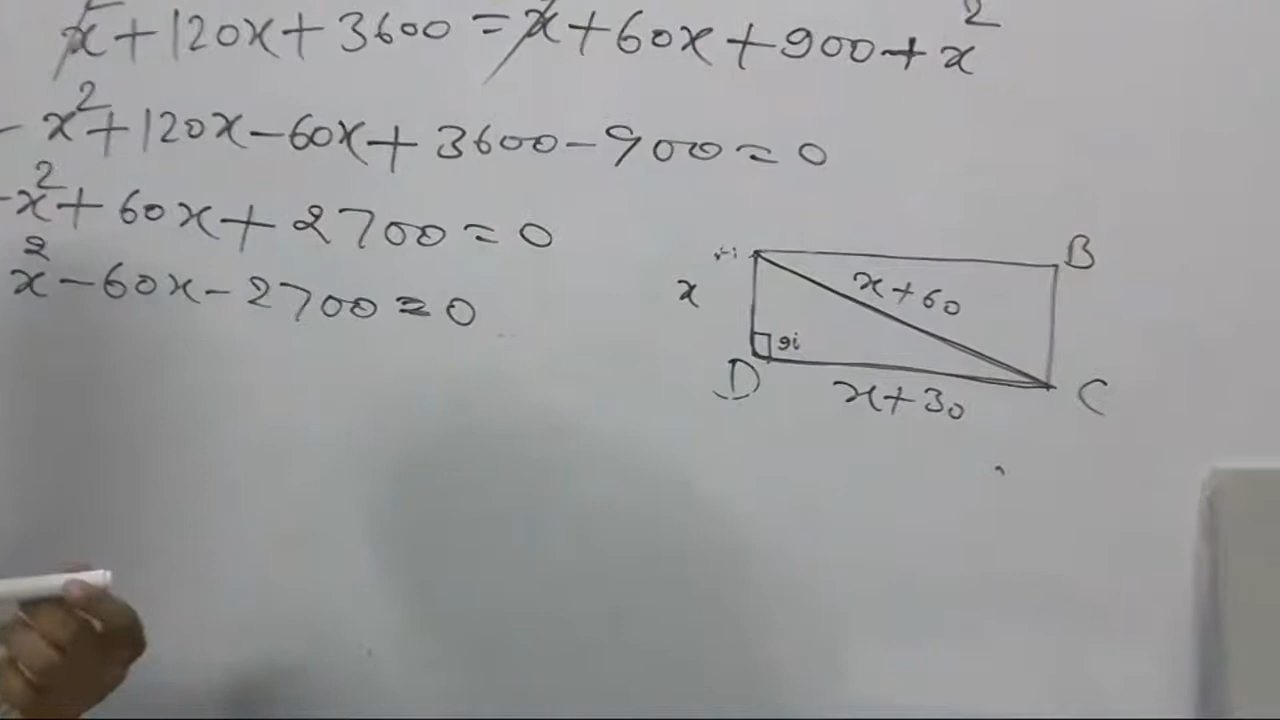 x²+120x+3600=x²+60x+900+x²
-x²+120x-60x+3600-900=0
-x²+60x+2700=0
x²-60x-2700=0
B
x
x+60
D
x+30
C